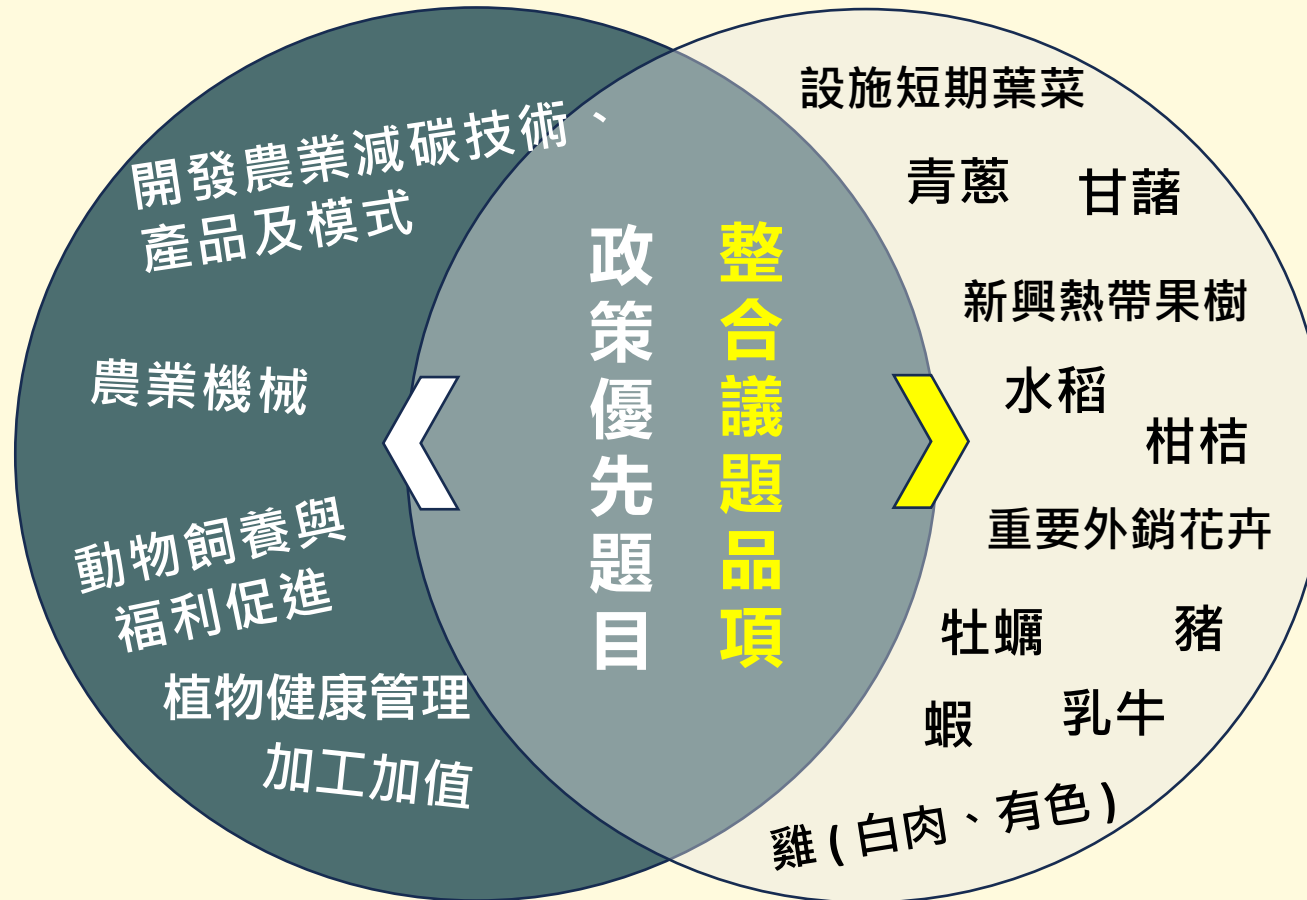 開發農業減碳技術、
產品及模式
農業機械
動物飼養與
福利促進
植物健康管理
加工加值
政策優先題目
整合議題品項
設施短期葉菜
青蔥
甘藷
新興熱帶果樹
水稻
柑桔
重要外銷花卉
牡蠣
豬
蝦
乳牛
雞(白肉、有色)